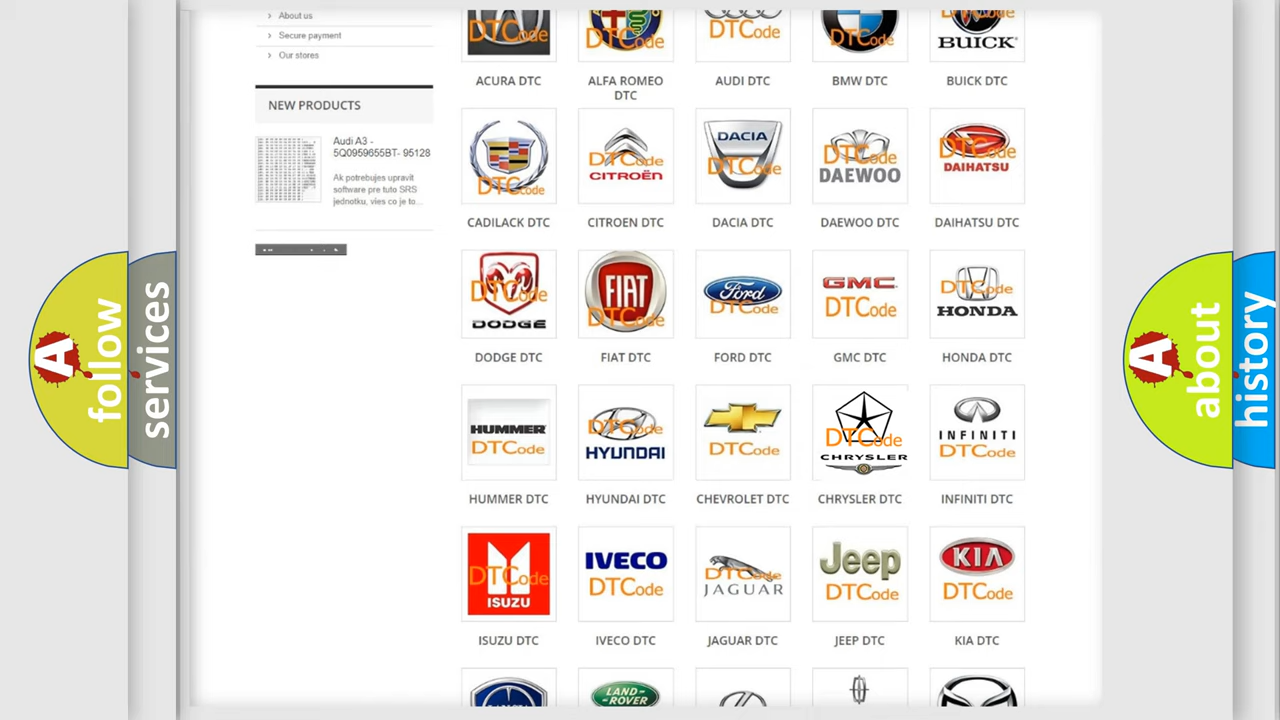 About us
Secure payment
Our stores
NEW PRODUCTS
Audi A3 -
5Q0959655BT- 95128
Ak potrebujes upravit
software pre tuto SRS
jednotku, vies co je to...
DTCode
DTCode
DTCode
DTCode
BUICK
ACURA DTC
ALFA ROMEO
DTC
AUDI DTC
BMW DTC
BUICK DTC
DTCode
DTCode
CITROËN
DACIA
DTCode
DTCode
DAEWOO
DTCode
DAIHATSU
CADILACK DTC
CITROEN DTC
DACIA DTC
DAEWOO DTC
DAIHATSU DTC
DTCode
DODGE
FIAT
DTCode
Ford
DTCode
GMC
DTCode
DTCode
HONDA
DODGE DTC
FIAT DTC
FORD DTC
GMC DTC
HONDA DTC
HUMMER
DTCode
DTCode
HYUNDAI
DTCode
DTCode
CHRYSLER
INFINITI
DTCode
HUMMER DTC
HYUNDAI DTC
CHEVROLET DTC
CHRYSLER DTC
INFINITI DTC
DTCode
ISUZU
IVECO
DTCode
DTCode
JAGUAR
Jeep
DTCode
KIA
DTCode
ISUZU DTC
IVECO DTC
JAGUAR DTC
JEEP DTC
KIA DTC
LAND-
ROVER
A
follow
services
A
about
history